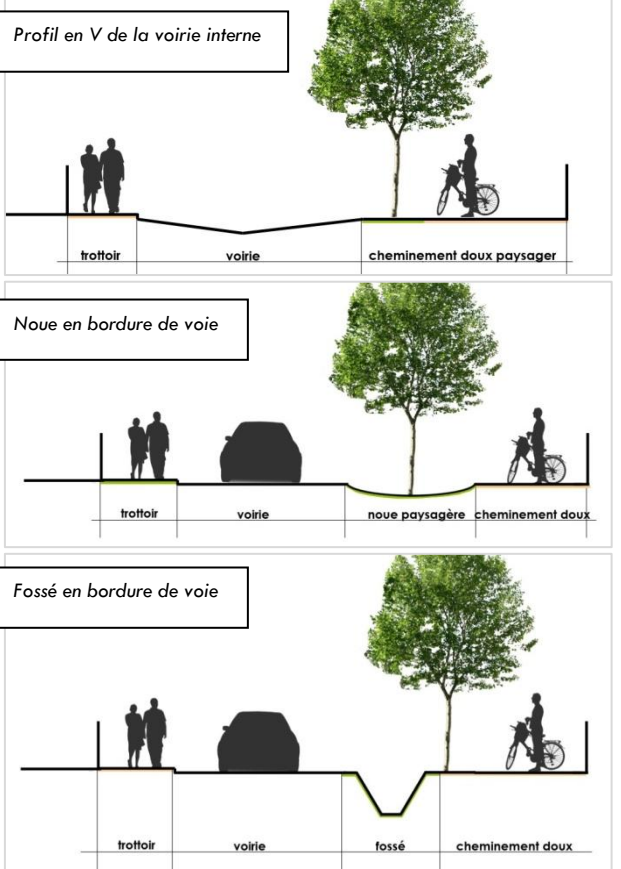 Profil en V de la voirie interne
trottoir voirie cheminement doux paysager
Noue en bordure de voie
trottoir voirie noue paysagère cheminement doux
Fossé en bordure de voie
trottoir voirie fossé cheminement doux